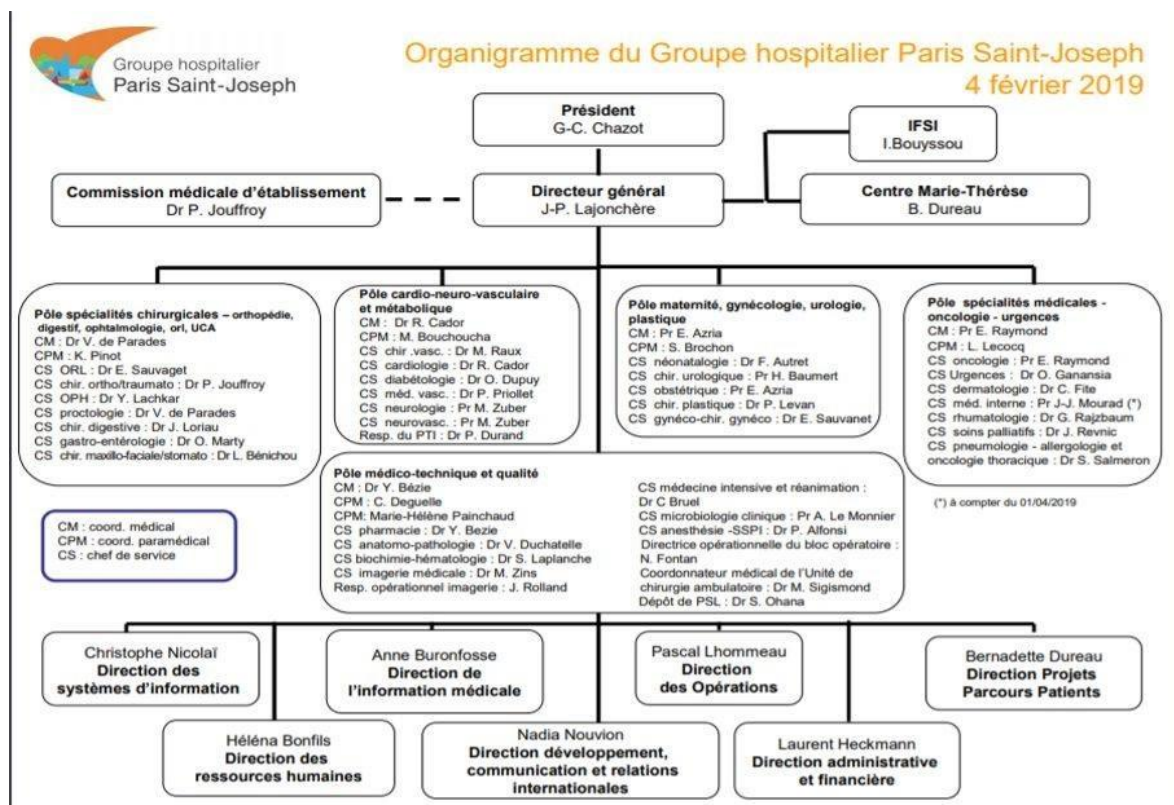 Groupe hospitalier
Paris Saint-Joseph
Organigramme du Groupe hospitalier Paris Saint-Joseph
4 février 2019
Président
G-C. Chazot
IFSI
I.Bouyssou
Commission médicale d'établissement
Dr P. Jouffroy
Directeur général
J-P. Lajonchère
Centre Marie-Thérèse
B. Dureau
Pôle spécialités chirurgicales – orthopédie,
digestif, ophtalmologie, orl, UCA
CM : Dr V. de Parades
CPM : K. Pinot
CS ORL : Dr E. Sauvaget
CS chir. ortho/traumato : Dr P. Jouffroy
CS OPH : Dr Y. Lachkar
CS proctologie : Dr V. de Parades
CS chir. digestive : Dr J. Loriau
CS gastro-entérologie : Dr O. Marty
CS chir. maxillo-faciale/stomato : Dr L. Bénichou
Pôle cardio-neuro-vasculaire
et métabolique
CM : Dr R. Cador
CPM : M. Bouchoucha
CS chir .vasc. : Dr M. Raux
CS cardiologie : Dr R. Cador
CS diabétologie : Dr O. Dupuy
CS méd. vasc. : Dr P. Priollet
CS neurologie : Pr M. Zuber
CS neurovasc. : Pr M. Zuber
Resp. du PTI : Dr P. Durand
Pôle maternité, gynécologie, urologie,
plastique
CM : Pr E. Azria
CPM : S. Brochon
CS néonatalogie : Dr F. Autret
CS chir. urologique : Pr H. Baumert
CS obstétrique : Pr E. Azria
CS chir. plastique : Dr P. Levan
CS gynéco-chir. gynéco : Dr E. Sauvanet
Pôle spécialités médicales -
oncologie - urgences
CM : Pr E. Raymond
CPM : L. Lecocq
CS oncologie : Pr E. Raymond
CS Urgences : Dr O. Ganansia
CS dermatologie : Dr C. Fite
CS méd. interne : Pr J-J. Mourad (*)
CS rhumatologie : Dr G. Rajzbaum
CS soins palliatifs : Dr J. Revnic
CS pneumologie - allergologie et
oncologie thoracique : Dr S. Salmeron
(*) à compter du 01/04/2019
CM : coord. médical
CPM : coord. paramédical
CS : chef de service
Pôle médico-technique et qualité
CM : Dr Y. Bézie
CPM : C. Deguelle
CPM: Marie-Hélène Painchaud
CS pharmacie : Dr Y. Bezie
CS anatomo-pathologie : Dr V. Duchatelle
CS biochimie-hématologie : Dr S. Laplanche
CS imagerie médicale : Dr M. Zins
Resp. opérationnel imagerie : J. Rolland
CS médecine intensive et réanimation :
Dr C Bruel
CS microbiologie clinique : Pr A. Le Monnier
CS anesthésie -SSPI : Dr P. Alfonsi
Directrice opérationnelle du bloc opératoire :
N. Fontan
Coordonnateur médical de l'Unité de
chirurgie ambulatoire : Dr M. Sigismond
Dépôt de PSL : Dr S. Ohana
Christophe Nicolaï
Direction des
systèmes d'information
Anne Buronfosse
Direction de
l'information médicale
Pascal Lhommeau
Direction
des Opérations
Bernadette Dureau
Direction Projets
Parcours Patients
Héléna Bonfils
Direction des
ressources humaines
Nadia Nouvion
Direction développement,
communication et relations
internationales
Laurent Heckmann
Direction administrative
et financière